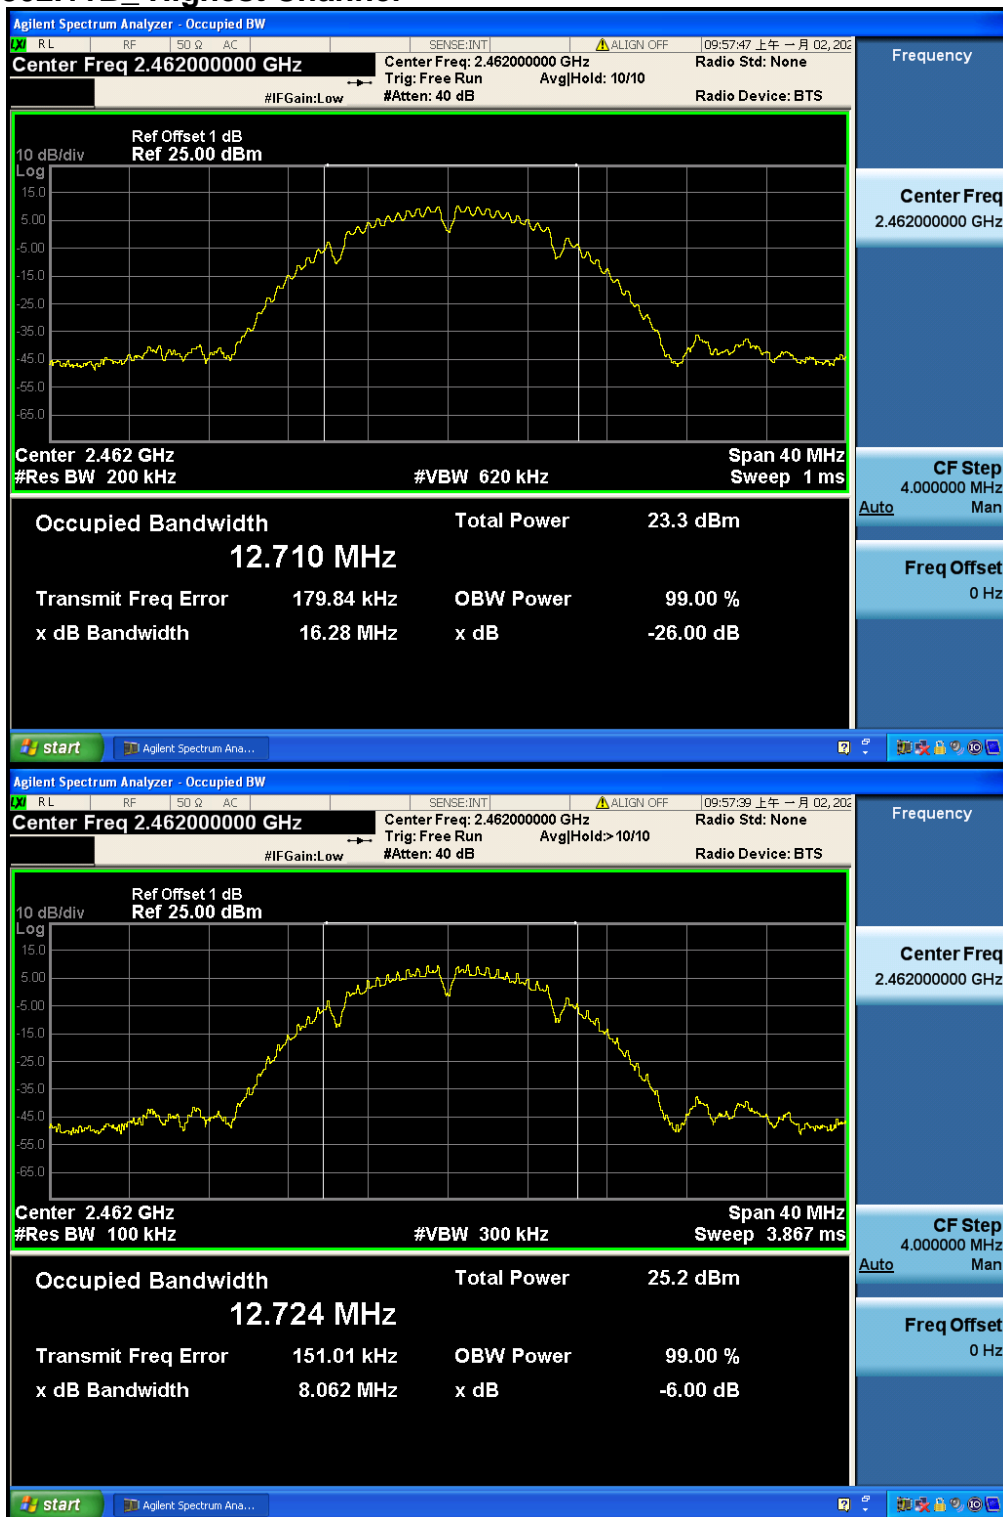 Agilent Spectrum Analyzer - Occupied BW
LXI RL RF 50 Ω AC SENSE:INT ALIGN OFF 09:57:47 上午 一月 02, 202
Center Freq 2.462000000 GHz
Center Freq: 2.462000000 GHz
Radio Std: None
Trig: Free Run Avg|Hold: 10/10
#IFGain:Low #Atten: 40 dB Radio Device: BTS
Frequency
Ref Offset 1 dB
10 dB/div Ref 25.00 dBm
Log
15.0
5.00
-5.00
-15.0
-25.0
-35.0
-45.0
-55.0
-65.0
Center 2.462 GHz Span 40 MHz
#Res BW 200 kHz #VBW 620 kHz Sweep 1 ms
Center Freq
2.462000000 GHz
CF Step
4.000000 MHz
Auto Man
Freq Offset
0 Hz
Occupied Bandwidth Total Power 23.3 dBm
12.710 MHz
Transmit Freq Error 179.84 kHz OBW Power 99.00 %
x dB Bandwidth 16.28 MHz x dB -26.00 dB
start Agilent Spectrum Ana...
Agilent Spectrum Analyzer - Occupied BW
LXI RL RF 50 Ω AC SENSE:INT ALIGN OFF 09:57:39 上午 一月 02, 202
Center Freq 2.462000000 GHz
Center Freq: 2.462000000 GHz
Radio Std: None
Trig: Free Run Avg|Hold:> 10/10
#IFGain:Low #Atten: 40 dB Radio Device: BTS
Frequency
Ref Offset 1 dB
10 dB/div Ref 25.00 dBm
Log
15.0
5.00
-5.00
-15.0
-25.0
-35.0
-45.0
-55.0
-65.0
Center 2.462 GHz Span 40 MHz
#Res BW 100 kHz #VBW 300 kHz Sweep 3.867 ms
Center Freq
2.462000000 GHz
CF Step
4.000000 MHz
Auto Man
Freq Offset
0 Hz
Occupied Bandwidth Total Power 25.2 dBm
12.724 MHz
Transmit Freq Error 151.01 kHz OBW Power 99.00 %
x dB Bandwidth 8.062 MHz x dB -6.00 dB
start Agilent Spectrum Ana...